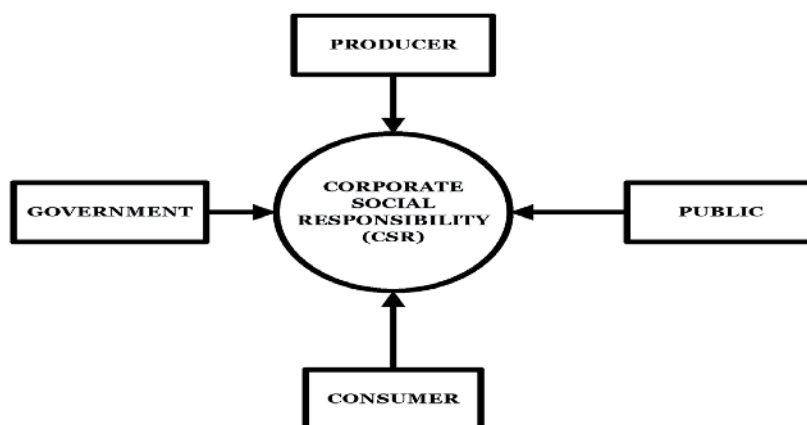 PRODUCER
GOVERNMENT
CORPORATE
SOCIAL
RESPONSIBILITY
(CSR)
PUBLIC
CONSUMER